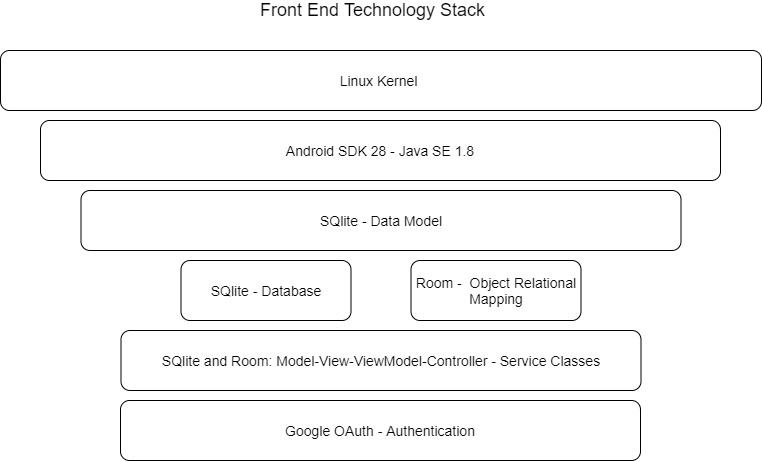 Front End Technology Stack
Linux Kernel
Android SDK 28 - Java SE 1.8
SQlite - Data Model
SQlite - Database
Room -  Object Relational
Mapping
SQlite and Room: Model-View-ViewModel-Controller - Service Classes
Google OAuth - Authentication